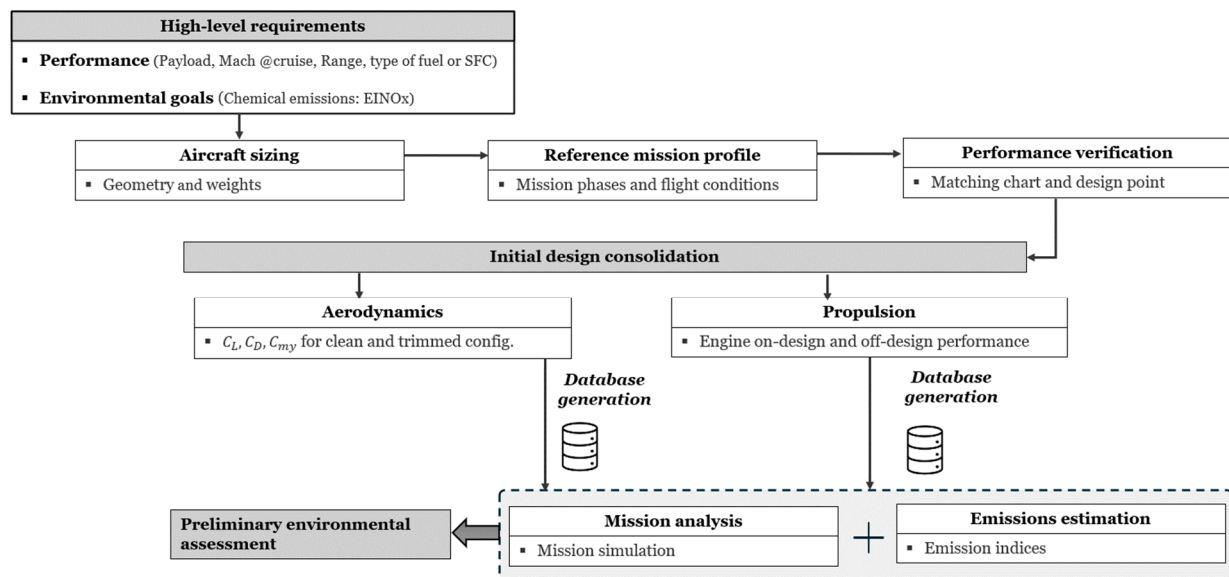 High-level requirements
▪ Performance (Payload, Mach @cruise, Range, type of fuel or SFC)
▪ Environmental goals (Chemical emissions: EINOx)
Aircraft sizing
▪ Geometry and weights
Reference mission profile
▪ Mission phases and flight conditions
Performance verification
▪ Matching chart and design point
Initial design consolidation
Aerodynamics
▪ C_L, C_D, C_my for clean and trimmed config.
Propulsion
▪ Engine on-design and off-design performance
Database
generation
Database
generation
Preliminary environmental
assessment
Mission analysis
▪ Mission simulation
+
Emissions estimation
▪ Emission indices